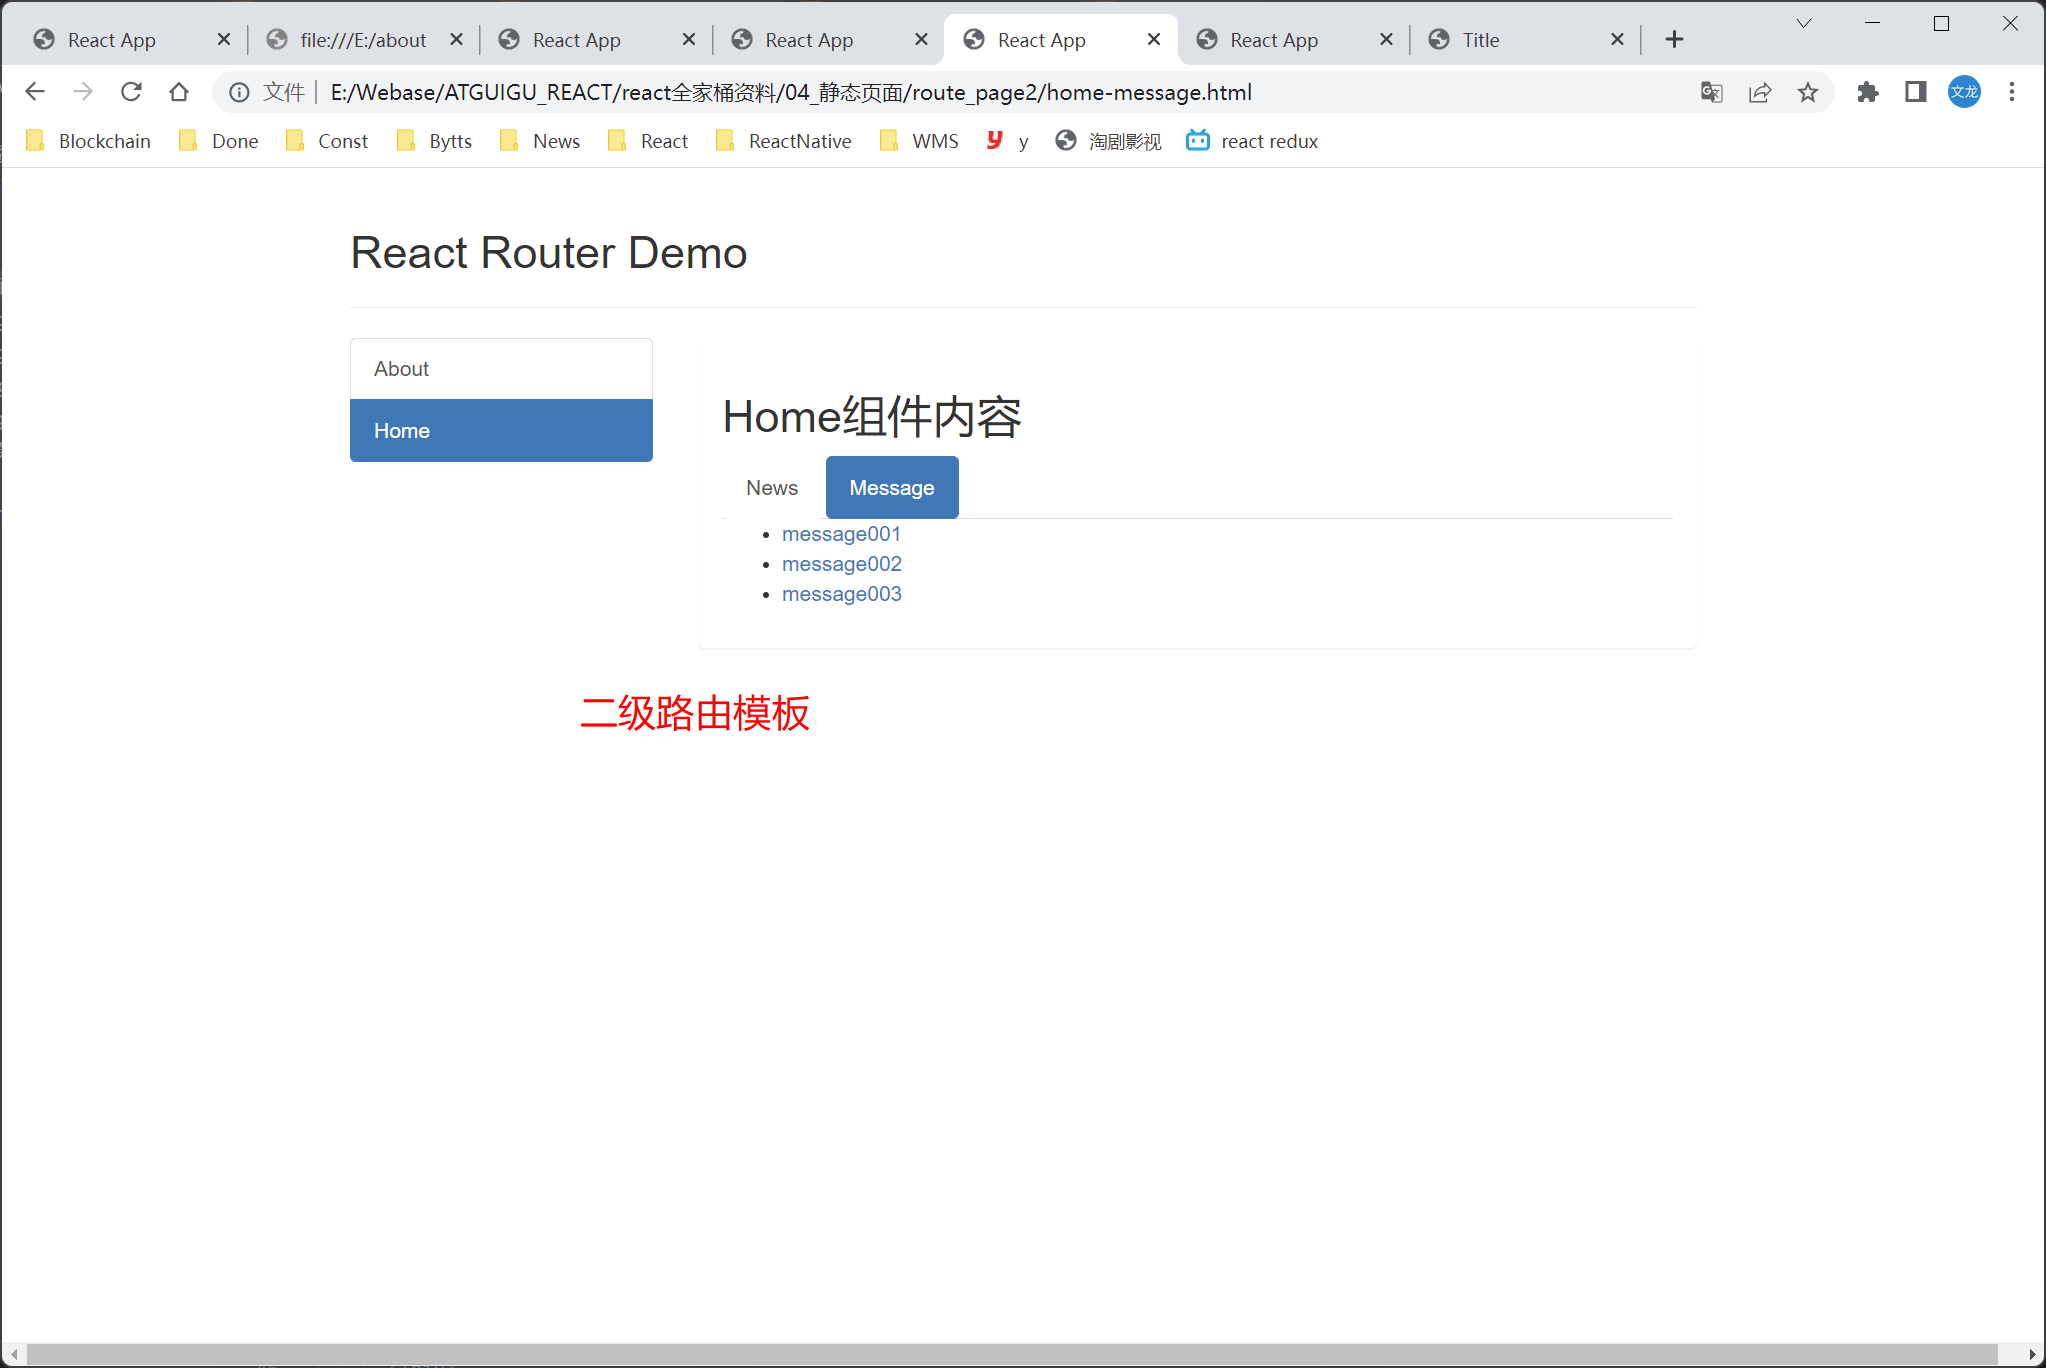 React App
file:///E:/about
React App
React App
React App
React App
Title
文件 E:/Webase/ATGUIGU_REACT/react全家桶资料/04_静态页面/route_page2/home-message.html
文龙
Blockchain Done Const Bytts News React ReactNative WMS y 淘剧影视 react redux
React Router Demo
About
Home
Home组件内容
News Message
message001
message002
message003
二级路由模板